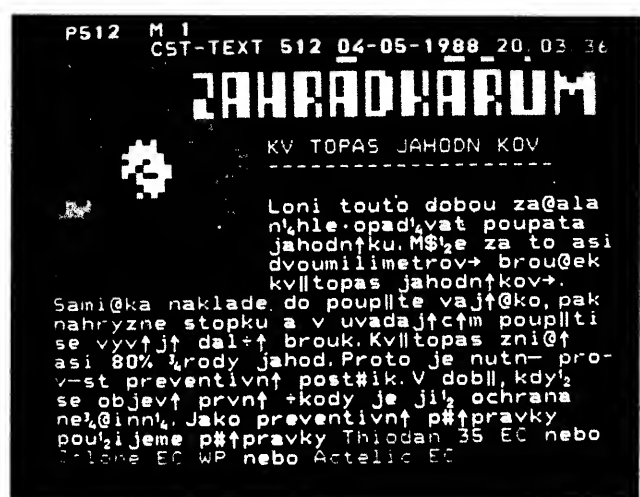 P512 M 1
CST-TEXT 512 04-05-1988 20.03.36
ZAHRADKARUM
KV TOPAS JAHODN KOV
--------------------
Loni touto dobou za@ala
n¼hle opad¼vat poupata
jahodn↑ku.M$½e za to asi
dvoumilimetrov→ brou@ek
kv‖topas jahodn↑kov→.
Sami@ka naklade do poup‖te vaj↑@ko,pak
nahryzne stopku a v uvadaj↑c↑m poup‖ti
se vyv↑j↑ dal÷↑ brouk.Kv‖topas zni@↑
asi 80% ¾rody jahod.Proto je nutn— pro-
v—st preventivn↑ post#ik.V dob‖,kdy½
se objev↑ prvn↑ ÷kody je ji½ ochrana
ne¾@inn¼.Jako preventivn↑ p#↑pravky
pou½ijeme p#↑pravky Thiodan 35 EC nebo
EC WP nebo Actelic EC